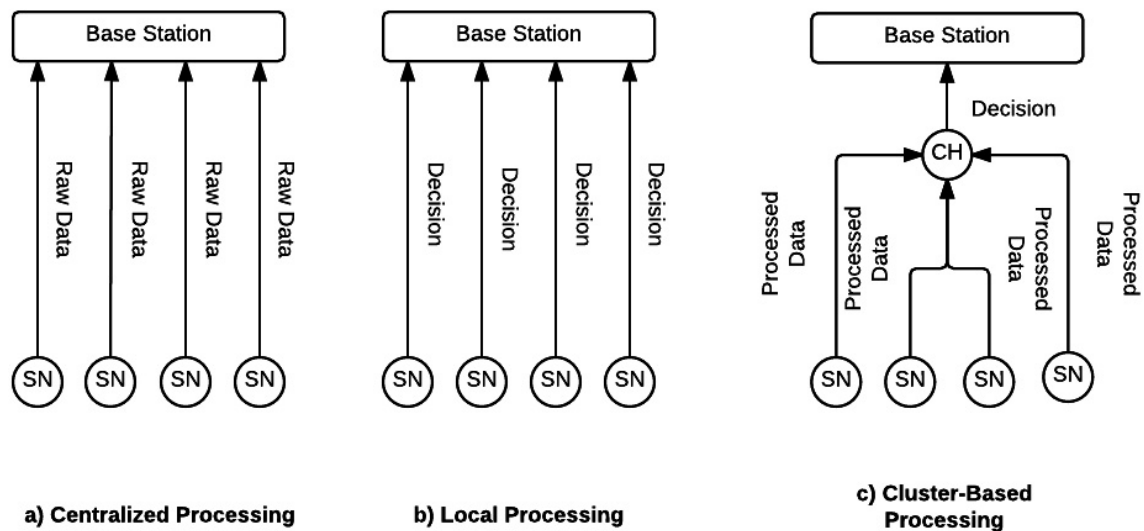 Base Station
Raw Data
Raw Data
Raw Data
Raw Data
SN
SN
SN
SN
a) Centralized Processing
Base Station
Decision
Decision
Decision
Decision
SN
SN
SN
SN
b) Local Processing
Base Station
Decision
CH
Processed
Data
Processed
Data
Processed
Data
Processed
Data
SN
SN
SN
SN
c) Cluster-Based
Processing